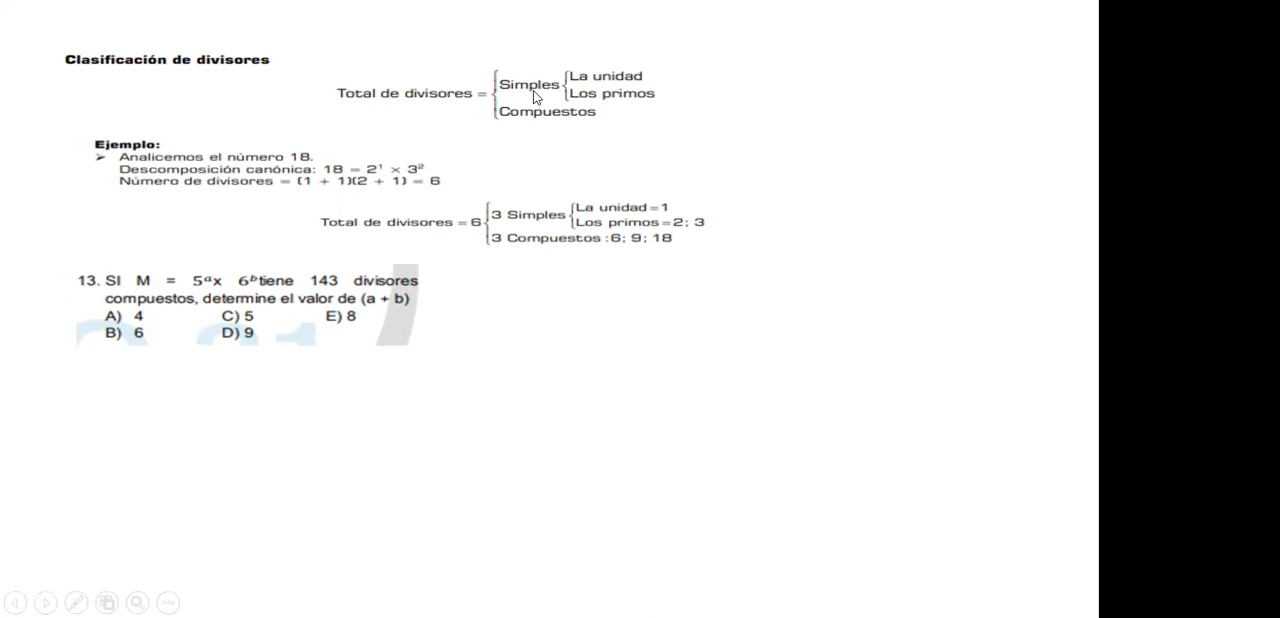 Clasificación de divisores
Total de divisores = Simples La unidad
Los primos
Compuestos
Ejemplo:
➢ Analicemos el número 18.
Descomposición canónica: 18 = 2¹ × 3²
Número de divisores = (1 + 1)(2 + 1) = 6
Total de divisores = 6 3 Simples La unidad = 1
Los primos = 2; 3
3 Compuestos : 6; 9; 18
13. SI M = 5ᵃx 6ᵇtiene 143 divisores
compuestos, determine el valor de (a + b)
A) 4 C) 5 E) 8
B) 6 D) 9